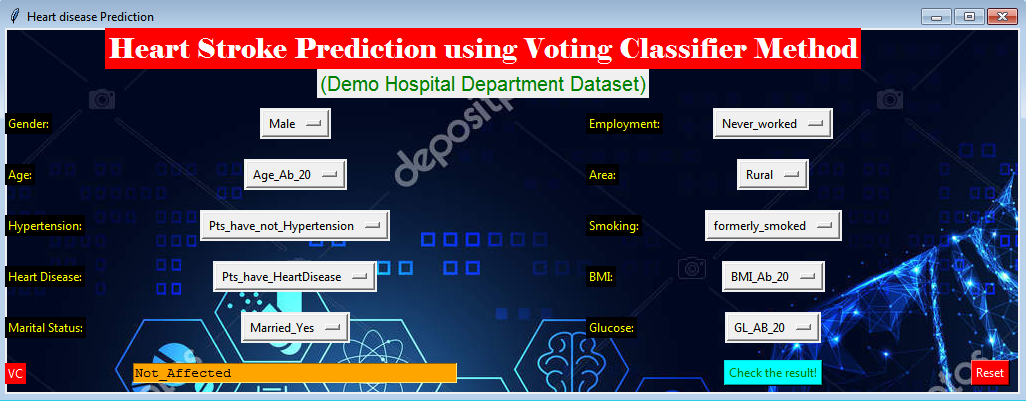 Heart disease Prediction
Heart Stroke Prediction using Voting Classifier Method
(Demo Hospital Department Dataset)
Gender: Male Employment: Never_worked
Age: Age_Ab_20 Area: Rural
Hypertension: Pts_have_not_Hypertension Smoking: formerly_smoked
Heart Disease: Pts_have_HeartDisease BMI: BMI_Ab_20
Marital Status: Married_Yes Glucose: GL_AB_20
VC Not_Affected Check the result! Reset